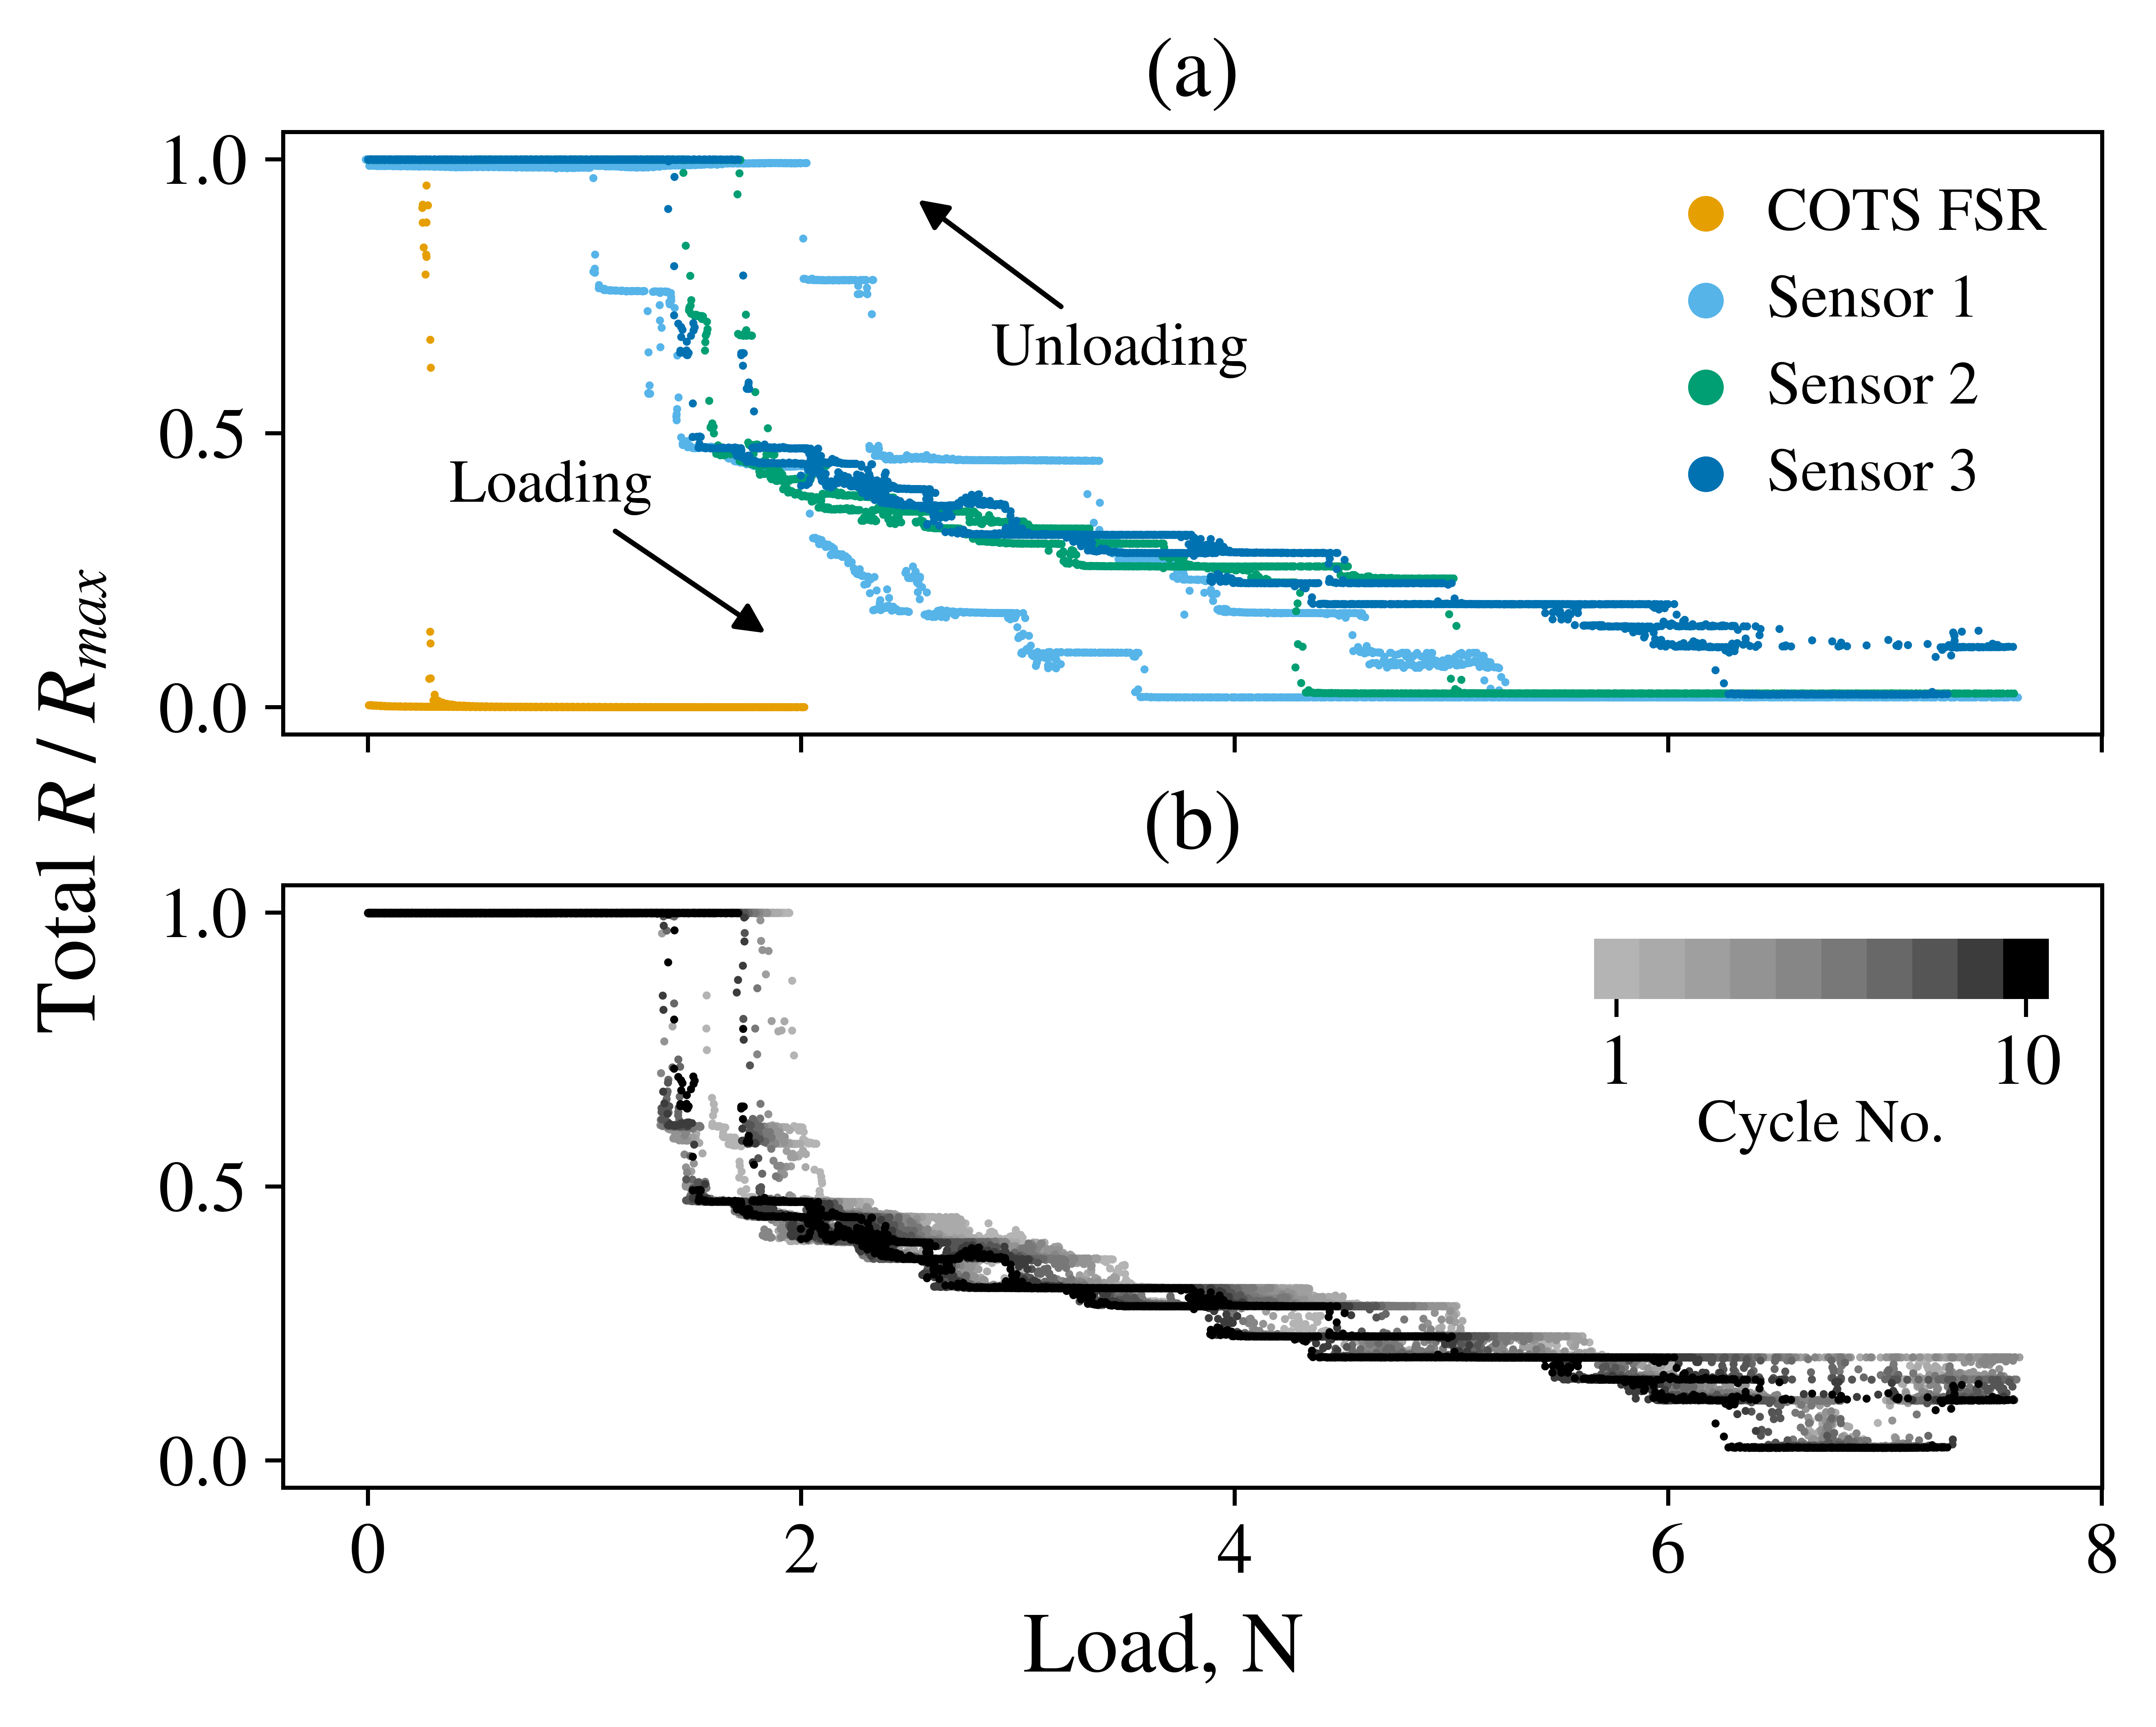 (a)
1.0
0.5
0.0
COTS FSR
Sensor 1
Sensor 2
Sensor 3
Unloading
Loading
Total R / Rmax
(b)
1.0
0.5
0.0
1 10
Cycle No.
0 2 4 6 8
Load, N